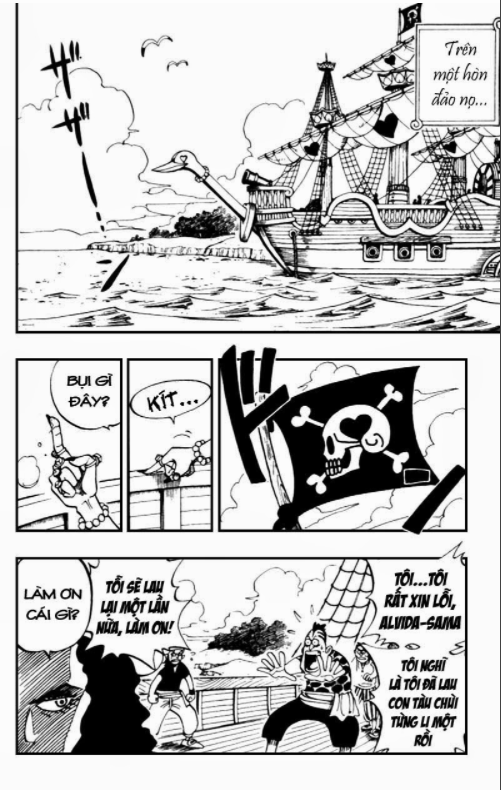 Trên
một hòn
đảo nọ...
BỤI GÌ
ĐÂY?
KÍT...
LÀM ƠN
CÁI GÌ?
TÔI SẼ LAU
LẠI MỘT LẦN
NỮA, LÀM ƠN!
TÔI...TÔI
RẤT XIN LỖI,
ALVIDA-SAMA
TÔI NGHĨ
LÀ TÔI ĐÃ LAU
CON TÀU CHÙI
TỪNG LI MỘT
RỒI